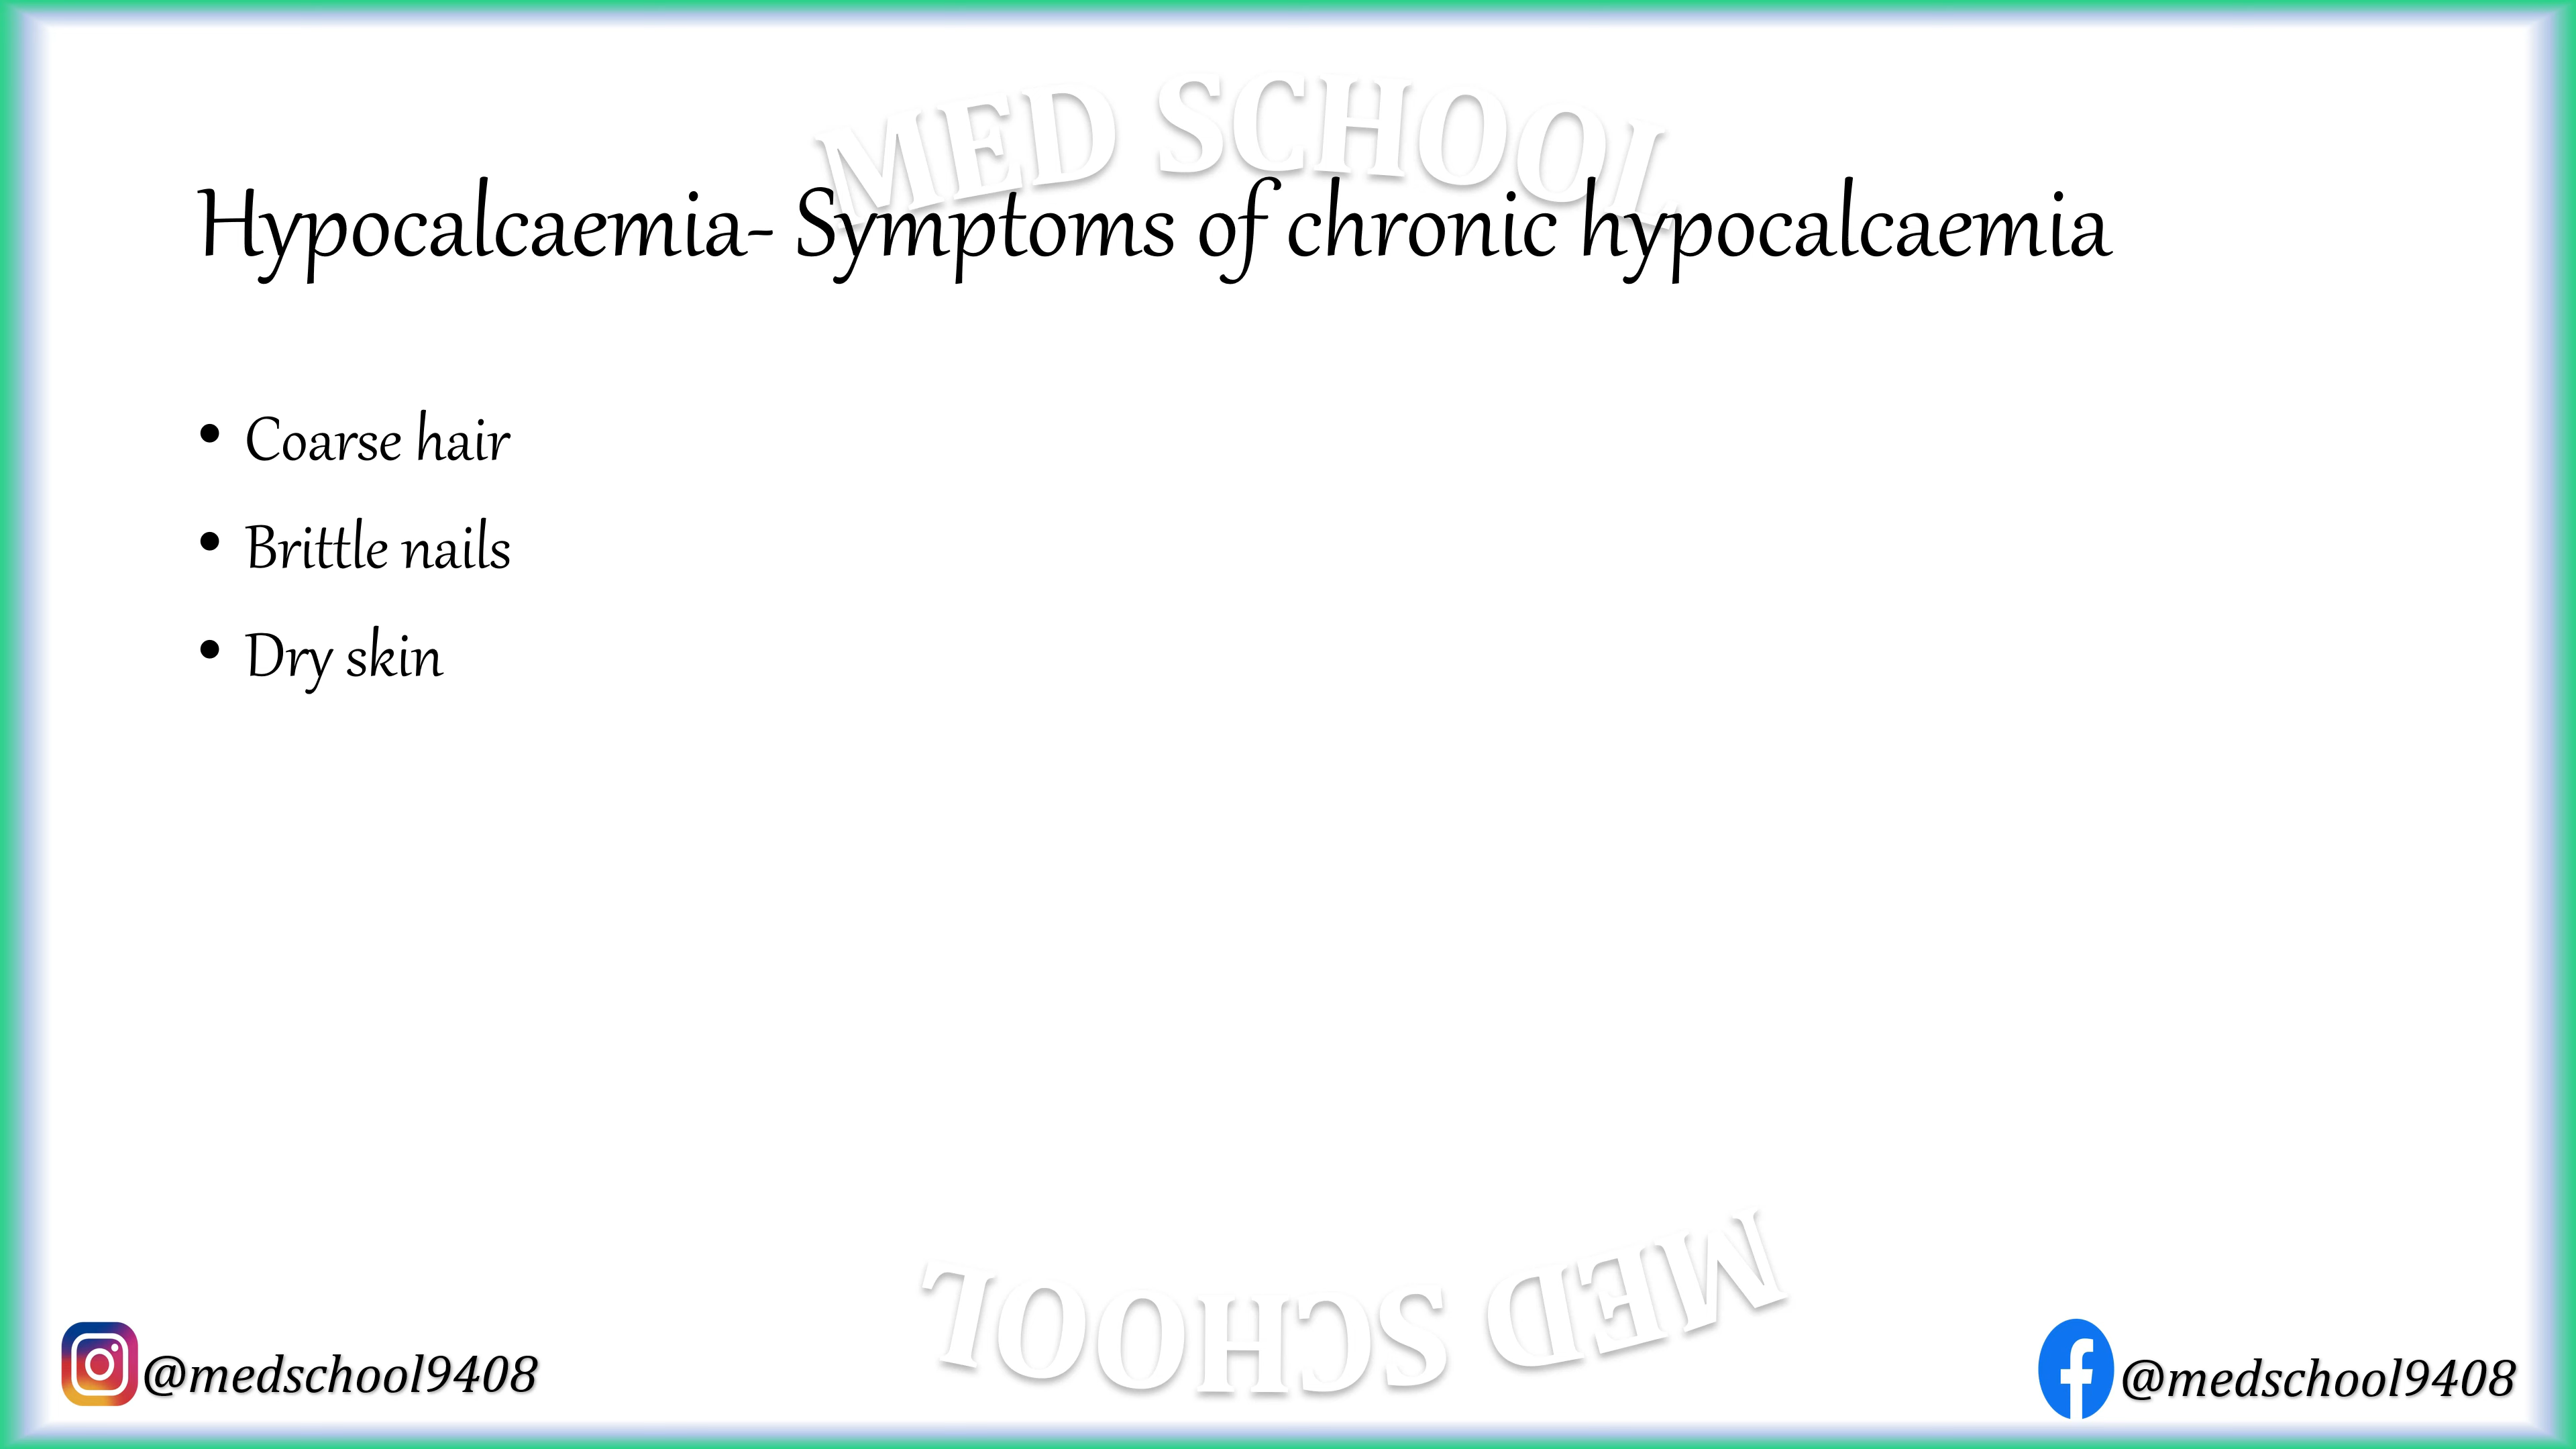 MED SCHOOL
Hypocalcaemia- Symptoms of chronic hypocalcaemia
• Coarse hair
• Brittle nails
• Dry skin
MED SCHOOL
@medschool9408
@medschool9408